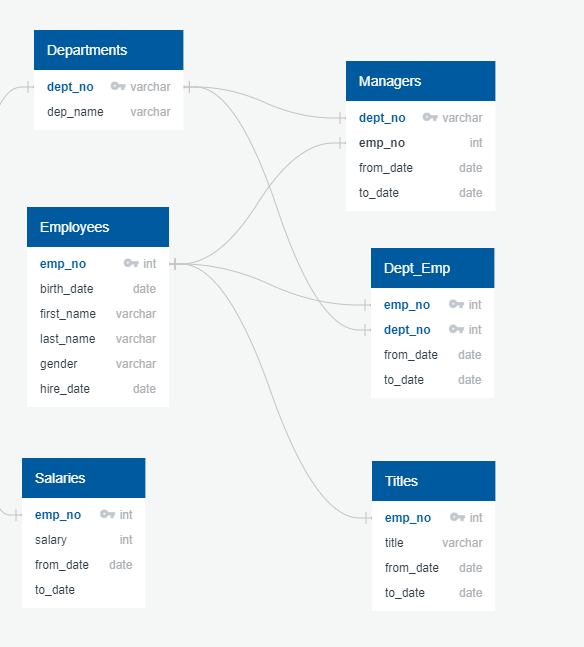 Departments
dept_no varchar
dep_name varchar
Managers
dept_no varchar
emp_no int
from_date date
to_date date
Employees
emp_no int
birth_date date
first_name varchar
last_name varchar
gender varchar
hire_date date
Dept_Emp
emp_no int
dept_no int
from_date date
to_date date
Salaries
emp_no int
salary int
from_date date
to_date
Titles
emp_no int
title varchar
from_date date
to_date date